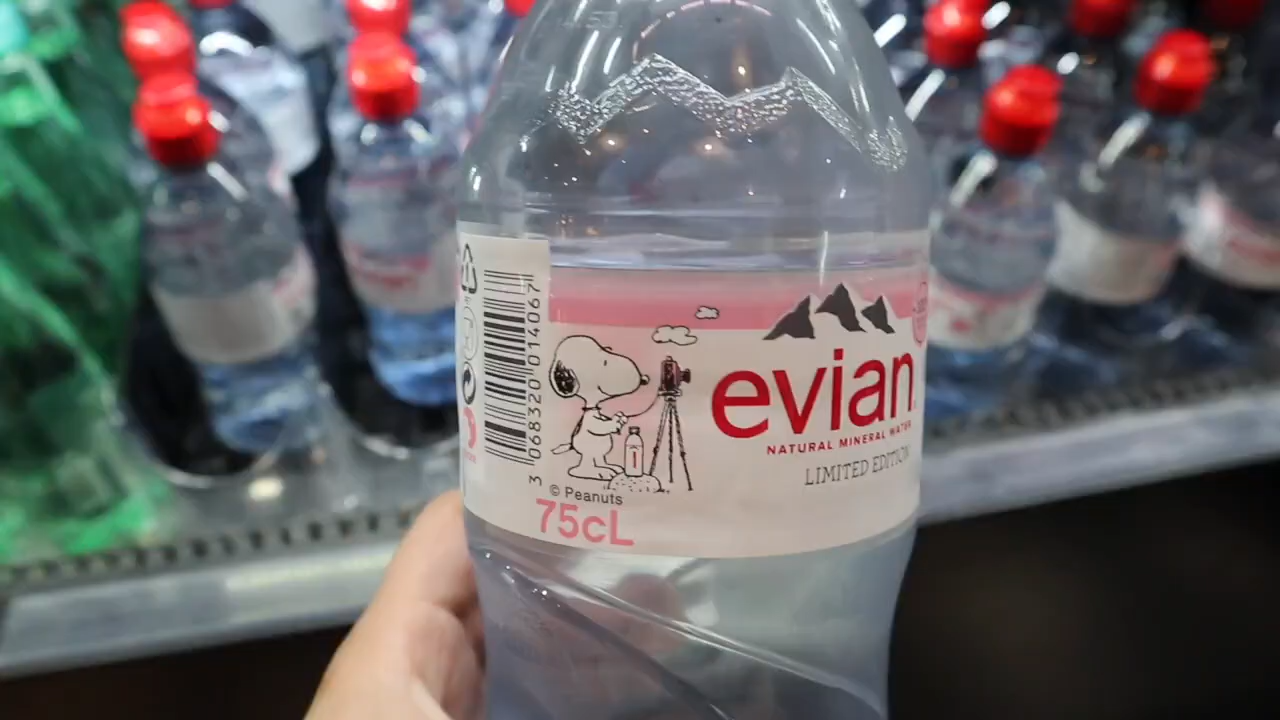 evian
NATURAL MINERAL WATER
LIMITED EDITION
3 068320 014067
© Peanuts
75cL